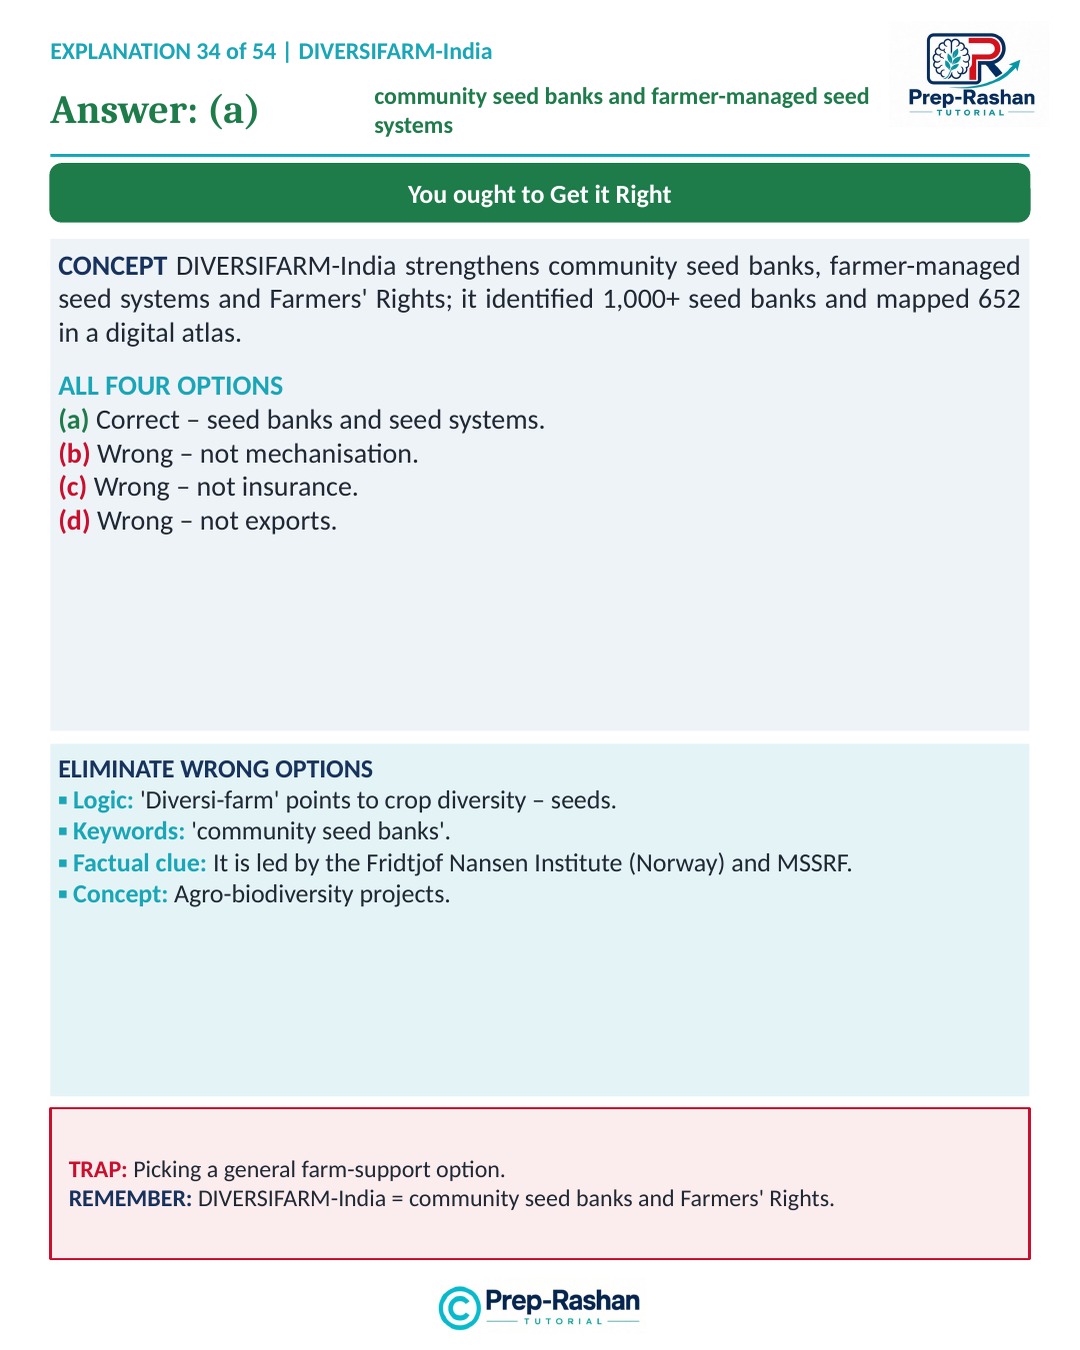 EXPLANATION 34 of 54 | DIVERSIFARM-India
Prep-Rashan
TUTORIAL
Answer: (a)
community seed banks and farmer-managed seed
systems
You ought to Get it Right
CONCEPT DIVERSIFARM-India strengthens community seed banks, farmer-managed
seed systems and Farmers' Rights; it identified 1,000+ seed banks and mapped 652
in a digital atlas.
ALL FOUR OPTIONS
(a) Correct – seed banks and seed systems.
(b) Wrong – not mechanisation.
(c) Wrong – not insurance.
(d) Wrong – not exports.
ELIMINATE WRONG OPTIONS
▪ Logic: 'Diversi-farm' points to crop diversity – seeds.
▪ Keywords: 'community seed banks'.
▪ Factual clue: It is led by the Fridtjof Nansen Institute (Norway) and MSSRF.
▪ Concept: Agro-biodiversity projects.
TRAP: Picking a general farm-support option.
REMEMBER: DIVERSIFARM-India = community seed banks and Farmers' Rights.
© Prep-Rashan
TUTORIAL